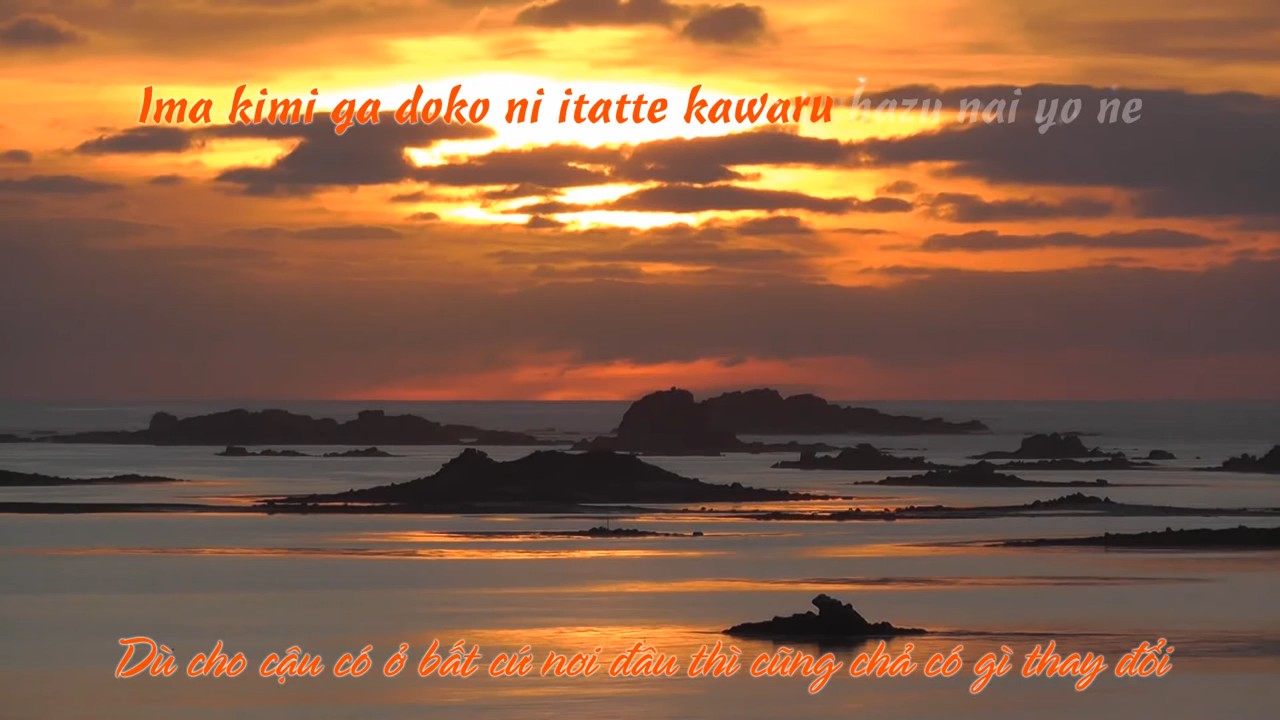 Ima kimi ga doko ni itatte kawaru hazu nai yo ne
Dù cho cậu có ở bất cứ nơi đâu thì cũng chả có gì thay đổi